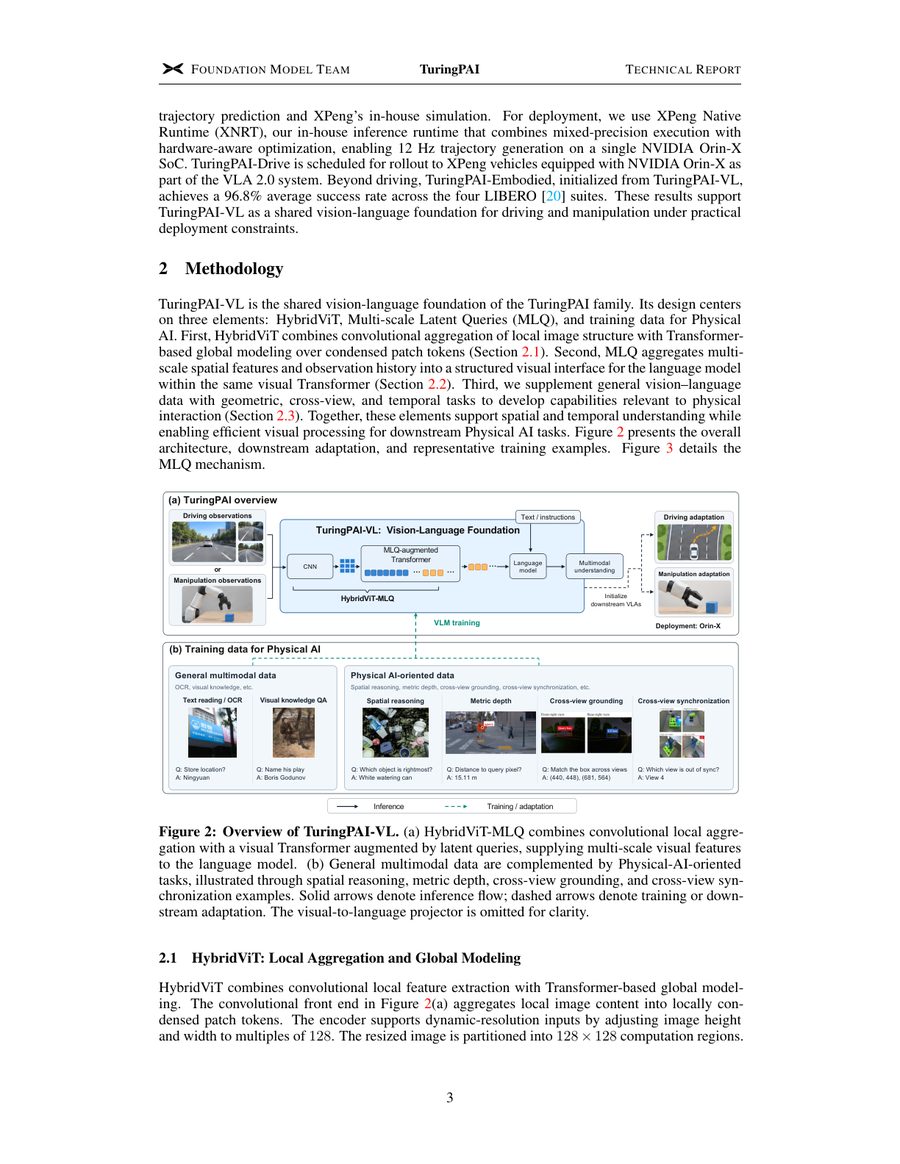 FOUNDATION MODEL TEAM TuringPAI TECHNICAL REPORT
trajectory prediction and XPeng's in-house simulation. For deployment, we use XPeng Native
Runtime (XNRT), our in-house inference runtime that combines mixed-precision execution with
hardware-aware optimization, enabling 12 Hz trajectory generation on a single NVIDIA Orin-X
SoC. TuringPAI-Drive is scheduled for rollout to XPeng vehicles equipped with NVIDIA Orin-X as
part of the VLA 2.0 system. Beyond driving, TuringPAI-Embodied, initialized from TuringPAI-VL,
achieves a 96.8% average success rate across the four LIBERO [20] suites. These results support
TuringPAI-VL as a shared vision-language foundation for driving and manipulation under practical
deployment constraints.
2 Methodology
TuringPAI-VL is the shared vision-language foundation of the TuringPAI family. Its design centers
on three elements: HybridViT, Multi-scale Latent Queries (MLQ), and training data for Physical
AI. First, HybridViT combines convolutional aggregation of local image structure with Transformer-
based global modeling over condensed patch tokens (Section 2.1). Second, MLQ aggregates multi-
scale spatial features and observation history into a structured visual interface for the language model
within the same visual Transformer (Section 2.2). Third, we supplement general vision–language
data with geometric, cross-view, and temporal tasks to develop capabilities relevant to physical
interaction (Section 2.3). Together, these elements support spatial and temporal understanding while
enabling efficient visual processing for downstream Physical AI tasks. Figure 2 presents the overall
architecture, downstream adaptation, and representative training examples. Figure 3 details the
MLQ mechanism.
(a) TuringPAI overview
Driving observations
or
Manipulation observations
TuringPAI-VL: Vision-Language Foundation
Text / instructions
CNN
MLQ-augmented
Transformer
HybridViT-MLQ
Language
model
Multimodal
understanding
Initialize
downstream VLAs
Driving adaptation
Manipulation adaptation
Deployment: Orin-X
VLM training
(b) Training data for Physical AI
General multimodal data
OCR, visual knowledge, etc.
Text reading / OCR
Q: Store location?
A: Ningyuan
Visual knowledge QA
Q: Name his play
A: Boris Godunov
Physical AI-oriented data
Spatial reasoning, metric depth, cross-view grounding, cross-view synchronization, etc.
Spatial reasoning
Q: Which object is rightmost?
A: White watering can
Metric depth
Q: Distance to query pixel?
A: 15.11 m
Cross-view grounding
Q: Match the box across views
A: (440, 448), (681, 564)
Cross-view synchronization
Q: Which view is out of sync?
A: View 4
Inference
Training / adaptation
Figure 2: Overview of TuringPAI-VL. (a) HybridViT-MLQ combines convolutional local aggre-
gation with a visual Transformer augmented by latent queries, supplying multi-scale visual features
to the language model. (b) General multimodal data are complemented by Physical-AI-oriented
tasks, illustrated through spatial reasoning, metric depth, cross-view grounding, and cross-view syn-
chronization examples. Solid arrows denote inference flow; dashed arrows denote training or down-
stream adaptation. The visual-to-language projector is omitted for clarity.
2.1 HybridViT: Local Aggregation and Global Modeling
HybridViT combines convolutional local feature extraction with Transformer-based global model-
ing. The convolutional front end in Figure 2(a) aggregates local image content into locally con-
densed patch tokens. The encoder supports dynamic-resolution inputs by adjusting image height
and width to multiples of 128. The resized image is partitioned into 128 × 128 computation regions.
3